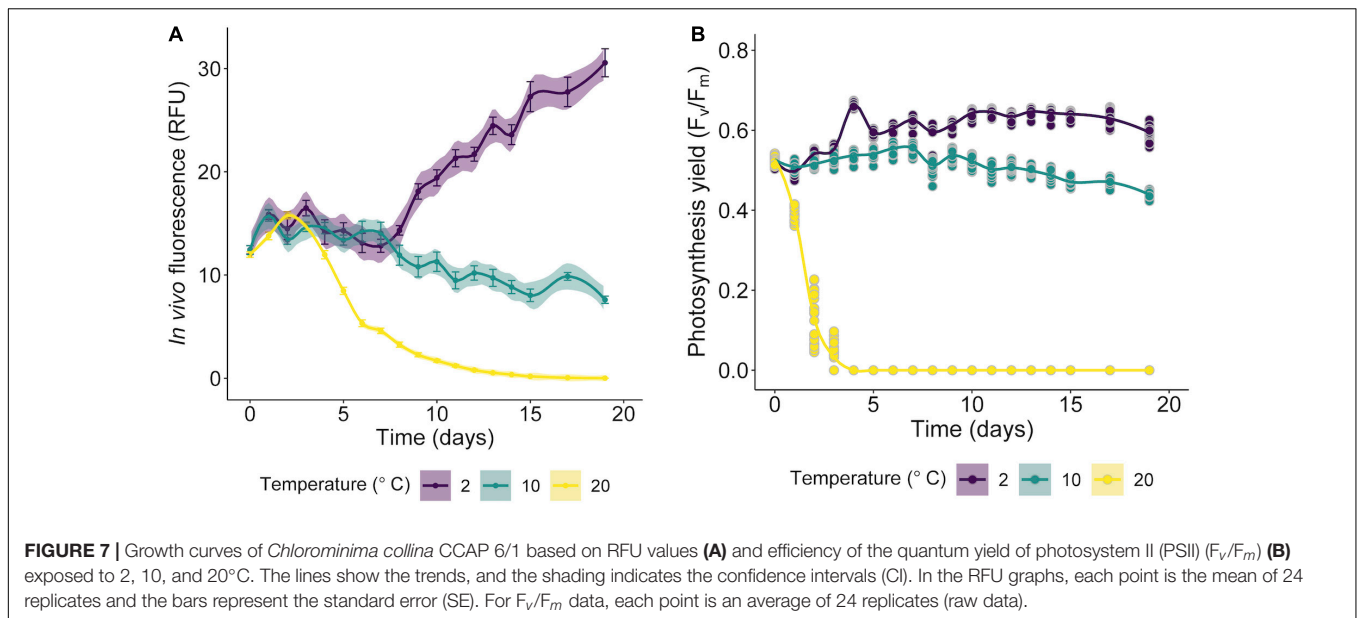 A
In vivo fluorescence (RFU)
30
20
10
0
0 5 10 15 20
Time (days)
Temperature (° C) 2 10 20
B
Photosynthesis yield (Fv/Fm)
0.8
0.6
0.4
0.2
0.0
0 5 10 15 20
Time (days)
Temperature (° C) 2 10 20
FIGURE 7 | Growth curves of Chlorominima collina CCAP 6/1 based on RFU values (A) and efficiency of the quantum yield of photosystem II (PSII) (Fv/Fm) (B)
exposed to 2, 10, and 20°C. The lines show the trends, and the shading indicates the confidence intervals (CI). In the RFU graphs, each point is the mean of 24
replicates and the bars represent the standard error (SE). For Fv/Fm data, each point is an average of 24 replicates (raw data).